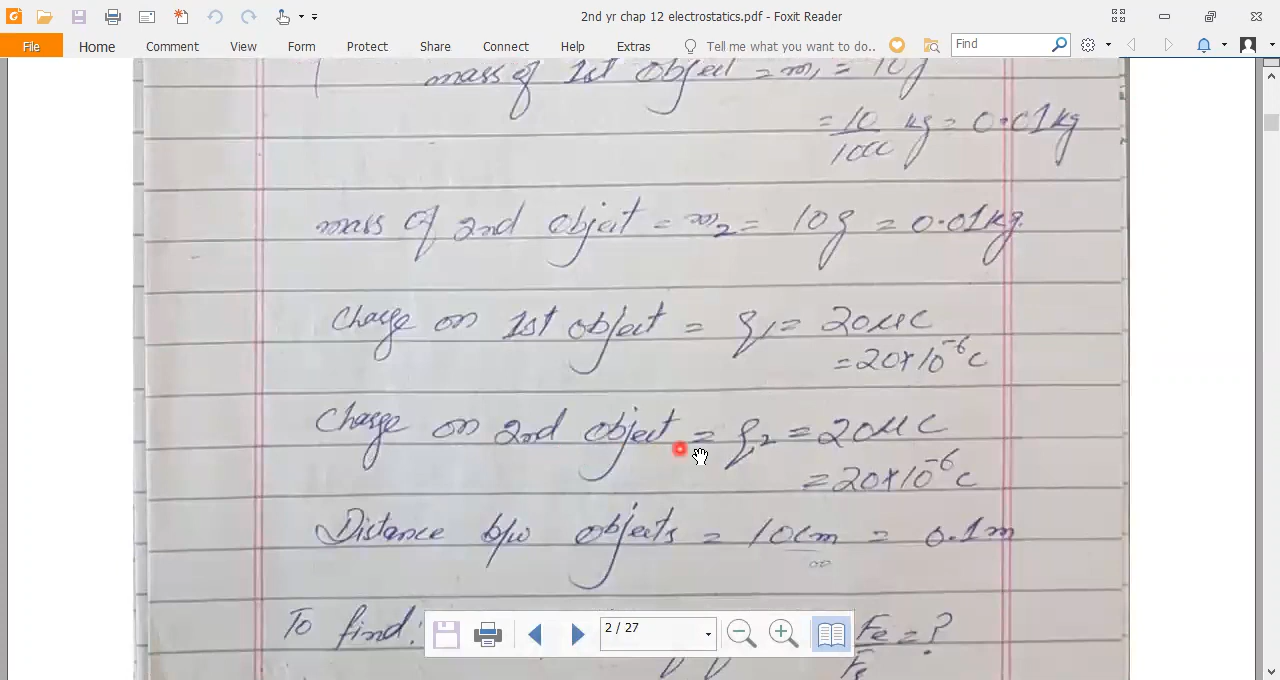 2nd yr chap 12 electrostatics.pdf - Foxit Reader
File Home Comment View Form Protect Share Connect Help Extras Tell me what you want to do.. Find
mass of 1st Object = m1 = 10g
= 10/1000 kg = 0.01kg
mass of 2nd object = m2 = 10g = 0.01kg.
Charge on 1st object = q1 = 20μC
= 20×10⁻⁶ C
Charge on 2nd object = q2 = 20μC
= 20×10⁻⁶ C
Distance b/w objects = 10cm = 0.1m
To find: Fe/ = ?
2 / 27